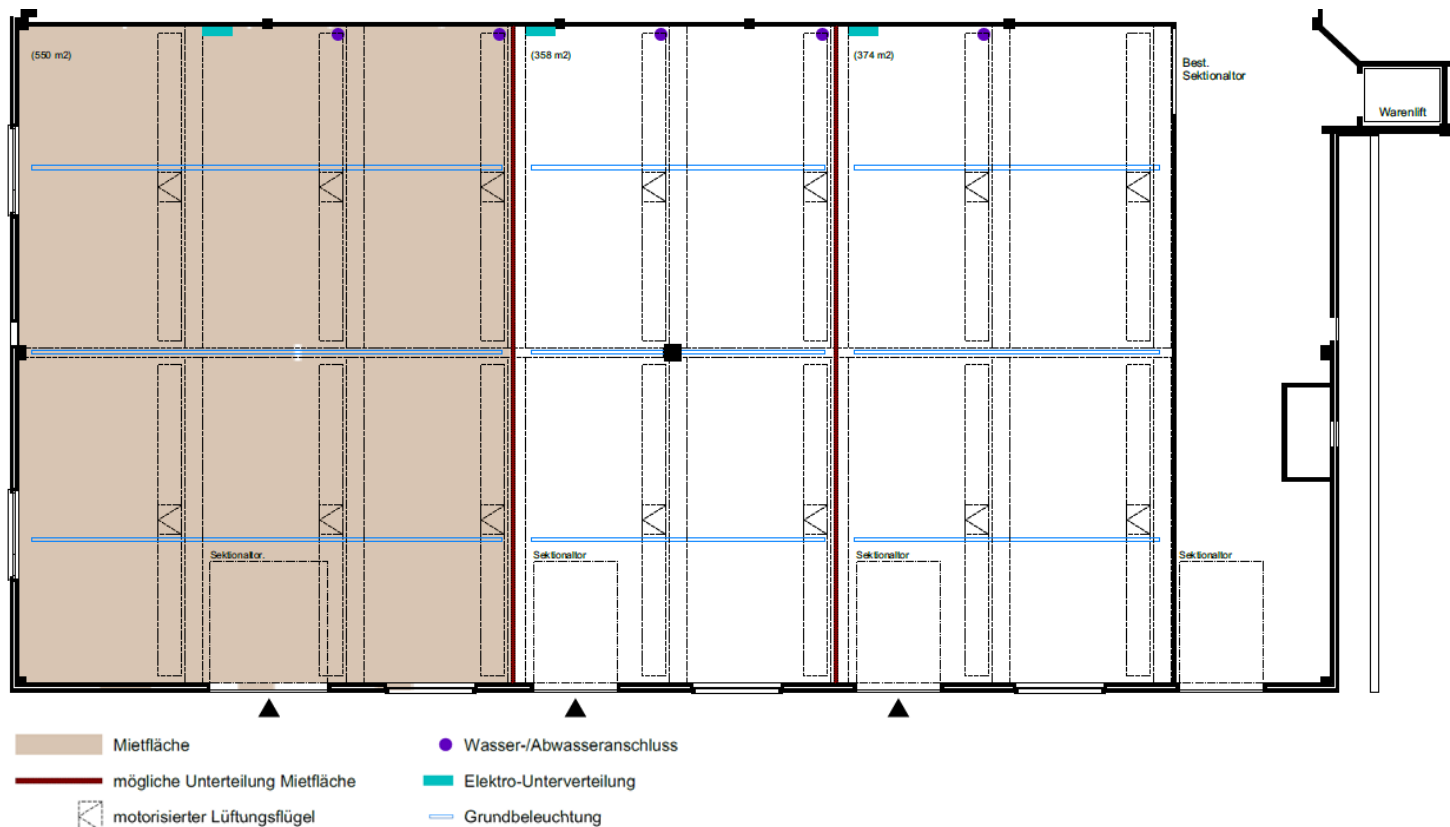 (550 m2)
(358 m2)
(374 m2)
Best.
Sektionaltor
Warenlift
Sektionaltor.
Sektionaltor
Sektionaltor
Sektionaltor
Mietfläche
Wasser-/Abwasseranschluss
mögliche Unterteilung Mietfläche
Elektro-Unterverteilung
motorisierter Lüftungsflügel
Grundbeleuchtung